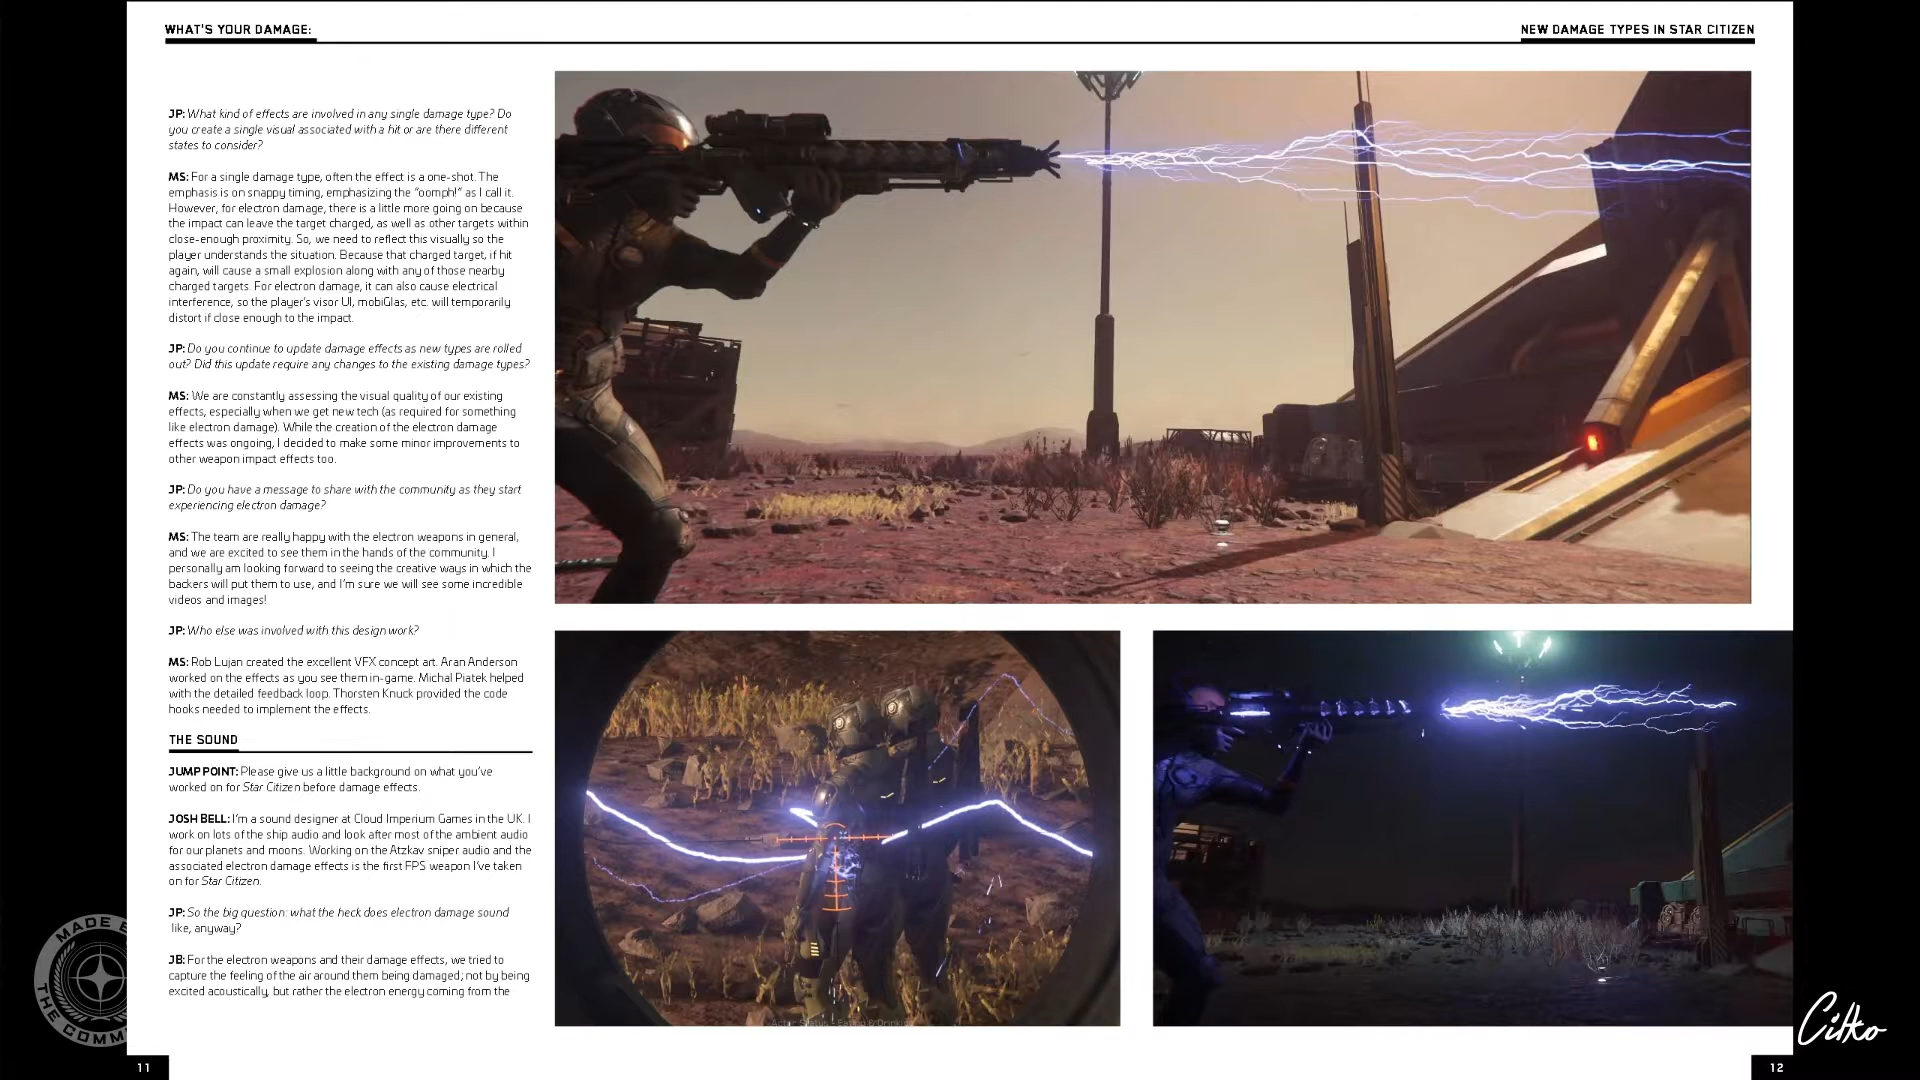 WHAT'S YOUR DAMAGE:
NEW DAMAGE TYPES IN STAR CITIZEN
JP: What kind of effects are involved in any single damage type? Do
you create a single visual associated with a hit or are there different
states to consider?
MS: For a single damage type, often the effect is a one-shot. The
emphasis is on snappy timing, emphasizing the "oomph!" as I call it.
However, for electron damage, there is a little more going on because
the impact can leave the target charged, as well as other targets within
close-enough proximity. So, we need to reflect this visually so the
player understands the situation. Because that charged target, if hit
again, will cause a small explosion along with any of those nearby
charged targets. For electron damage, it can also cause electrical
interference, so the player's visor UI, mobiGlas, etc. will temporarily
distort if close enough to the impact.
JP: Do you continue to update damage effects as new types are rolled
out? Did this update require any changes to the existing damage types?
MS: We are constantly assessing the visual quality of our existing
effects, especially when we get new tech (as required for something
like electron damage). While the creation of the electron damage
effects was ongoing, I decided to make some minor improvements to
other weapon impact effects too.
JP: Do you have a message to share with the community as they start
experiencing electron damage?
MS: The team are really happy with the electron weapons in general,
and we are excited to see them in the hands of the community. I
personally am looking forward to seeing the creative ways in which the
backers will put them to use, and I'm sure we will see some incredible
videos and images!
JP: Who else was involved with this design work?
MS: Rob Lujan created the excellent VFX concept art. Aran Anderson
worked on the effects as you see them in-game. Michal Piatek helped
with the detailed feedback loop. Thorsten Knuck provided the code
hooks needed to implement the effects.
THE SOUND
JUMP POINT: Please give us a little background on what you've
worked on for Star Citizen before damage effects.
JOSH BELL: I'm a sound designer at Cloud Imperium Games in the UK. I
work on lots of the ship audio and look after most of the ambient audio
for our planets and moons. Working on the Atzkav sniper audio and the
associated electron damage effects is the first FPS weapon I've taken
on for Star Citizen.
JP: So the big question: what the heck does electron damage sound
like, anyway?
JB: For the electron weapons and their damage effects, we tried to
capture the feeling of the air around them being damaged; not by being
excited acoustically, but rather the electron energy coming from the
MADE
THE COMM
Actor Status - Eating & Drinking
Cilko
11
12